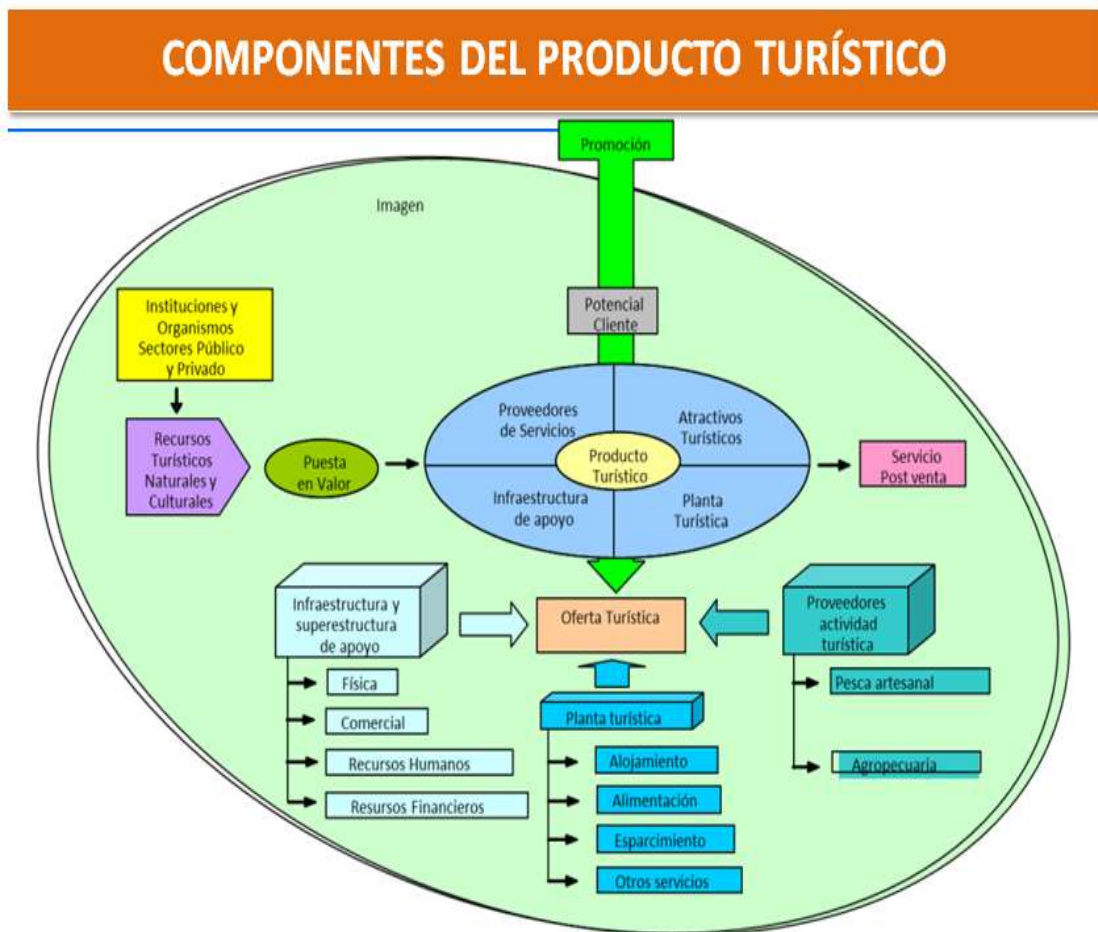 COMPONENTES DEL PRODUCTO TURÍSTICO
Promoción
Imagen
Potencial
Cliente
Instituciones y
Organismos
Sectores Público
y Privado
Recursos
Turísticos
Naturales y
Culturales
Puesta
en Valor
Proveedores
de Servicios
Atractivos
Turísticos
Producto
Turístico
Infraestructura
de apoyo
Planta
Turística
Servicio
Post venta
Infraestructura y
superestructura
de apoyo
Oferta Turística
Proveedores
actividad
turística
Física
Comercial
Recursos Humanos
Resursos Financieros
Planta turística
Alojamiento
Alimentación
Esparcimiento
Otros servicios
Pesca artesanal
Agropecuaria